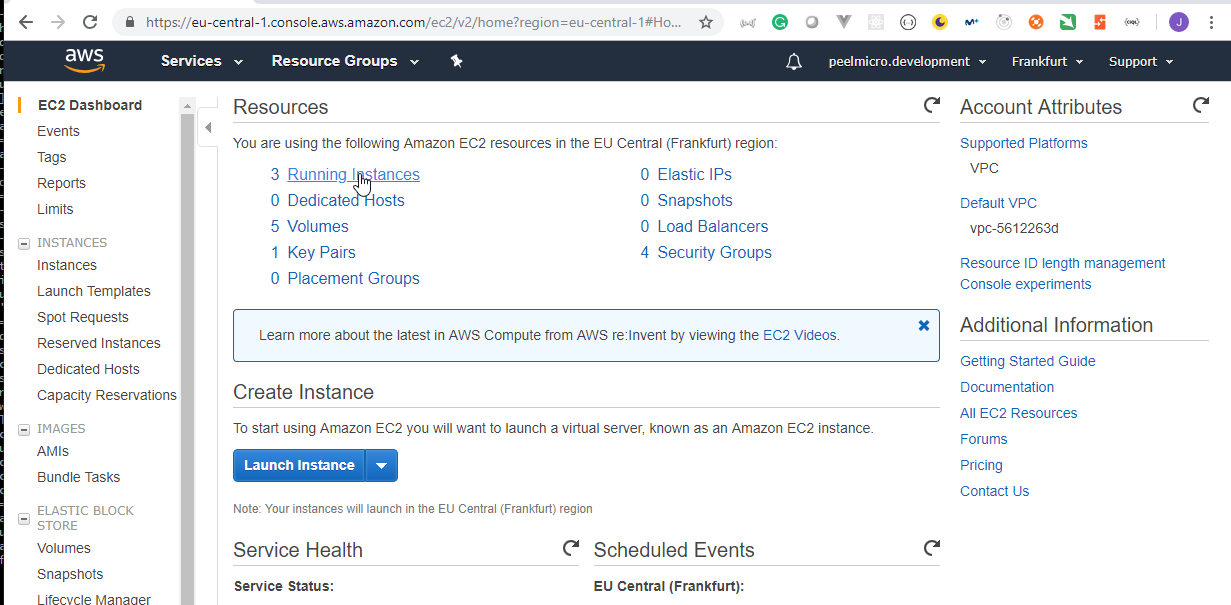 https://eu-central-1.console.aws.amazon.com/ec2/v2/home?region=eu-central-1#Ho...
J
aws
Services
Resource Groups
peelmicro.development
Frankfurt
Support
EC2 Dashboard
Events
Tags
Reports
Limits
INSTANCES
Instances
Launch Templates
Spot Requests
Reserved Instances
Dedicated Hosts
Capacity Reservations
IMAGES
AMIs
Bundle Tasks
ELASTIC BLOCK
STORE
Volumes
Snapshots
Lifecycle Manager
Resources
You are using the following Amazon EC2 resources in the EU Central (Frankfurt) region:
3 Running Instances
0 Dedicated Hosts
5 Volumes
1 Key Pairs
0 Placement Groups
0 Elastic IPs
0 Snapshots
0 Load Balancers
4 Security Groups
Learn more about the latest in AWS Compute from AWS re:Invent by viewing the EC2 Videos.
Create Instance
To start using Amazon EC2 you will want to launch a virtual server, known as an Amazon EC2 instance.
Launch Instance
Note: Your instances will launch in the EU Central (Frankfurt) region
Service Health
Service Status:
Scheduled Events
EU Central (Frankfurt):
Account Attributes
Supported Platforms
VPC
Default VPC
vpc-5612263d
Resource ID length management
Console experiments
Additional Information
Getting Started Guide
Documentation
All EC2 Resources
Forums
Pricing
Contact Us